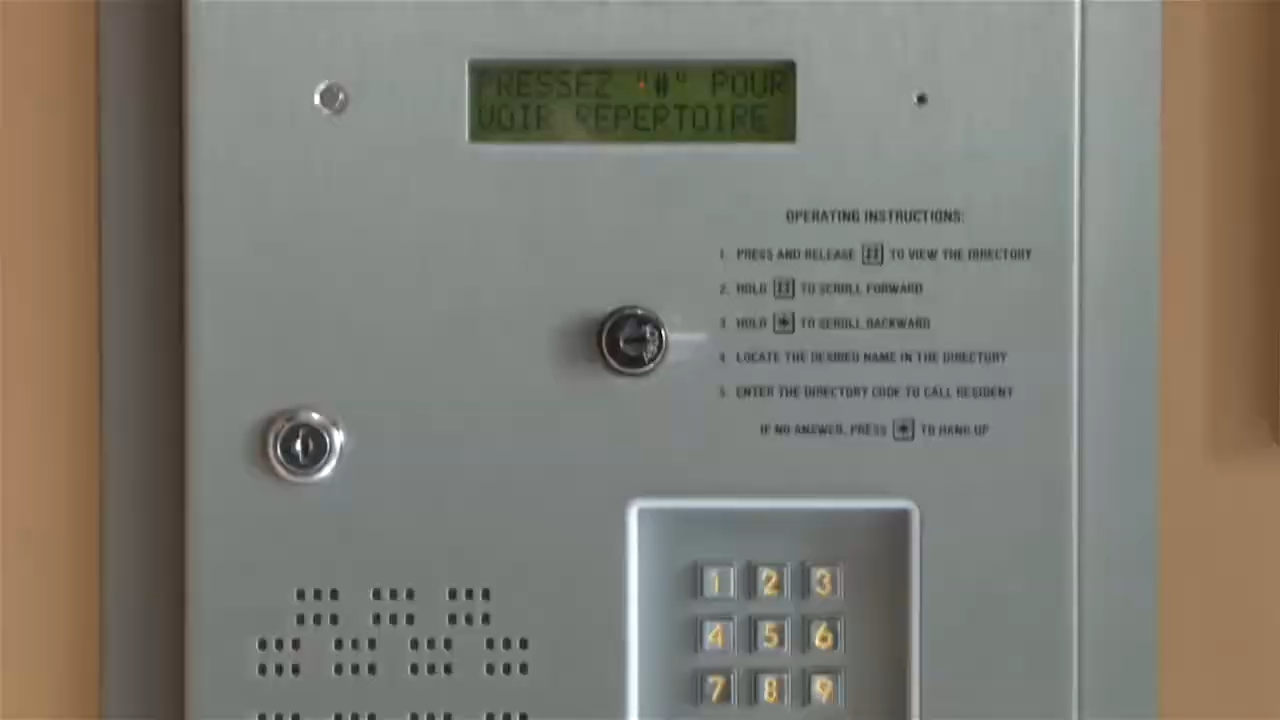 PRESSEZ "#" POUR
VOIR REPERTOIRE
OPERATING INSTRUCTIONS:
1. PRESS AND RELEASE # TO VIEW THE DIRECTORY
2. HOLD # TO SCROLL FORWARD
3. HOLD * TO SCROLL BACKWARD
4. LOCATE THE DESIRED NAME IN THE DIRECTORY
5. ENTER THE DIRECTORY CODE TO CALL RESIDENT
IF NO ANSWER, PRESS * TO HANG UP
1 2 3
4 5 6
7 8 9